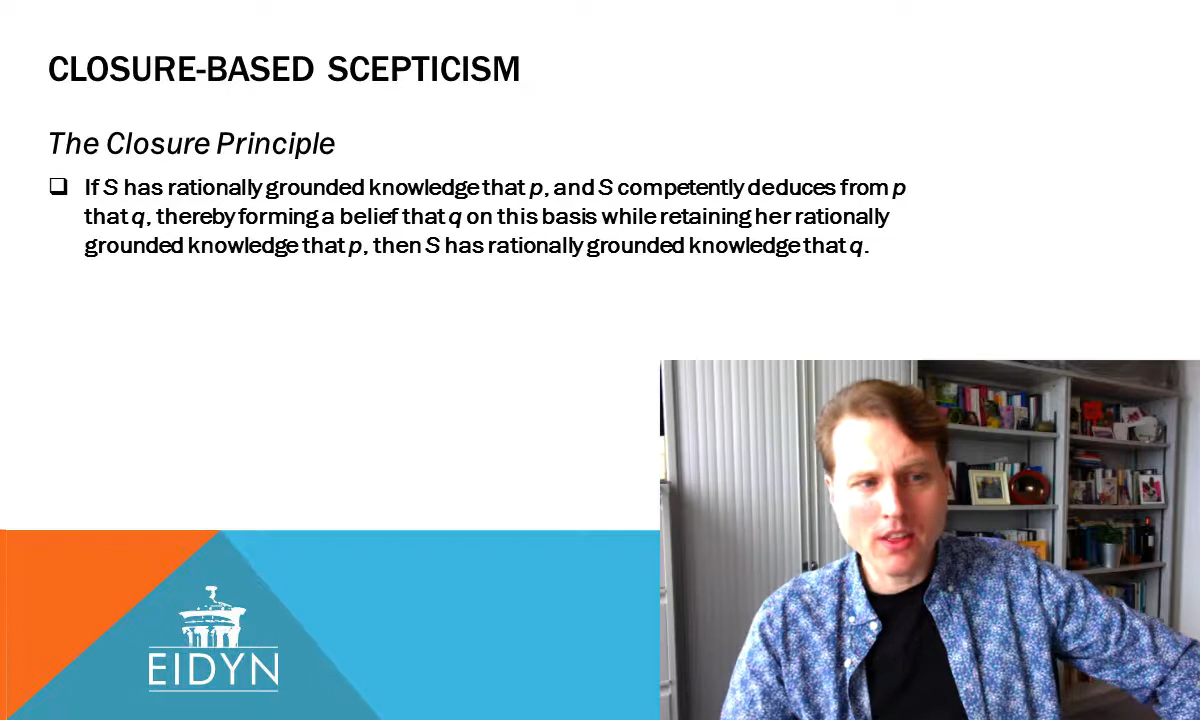 CLOSURE-BASED SCEPTICISM
The Closure Principle
If S has rationally grounded knowledge that p, and S competently deduces from p
that q, thereby forming a belief that q on this basis while retaining her rationally
grounded knowledge that p, then S has rationally grounded knowledge that q.
EIDYN